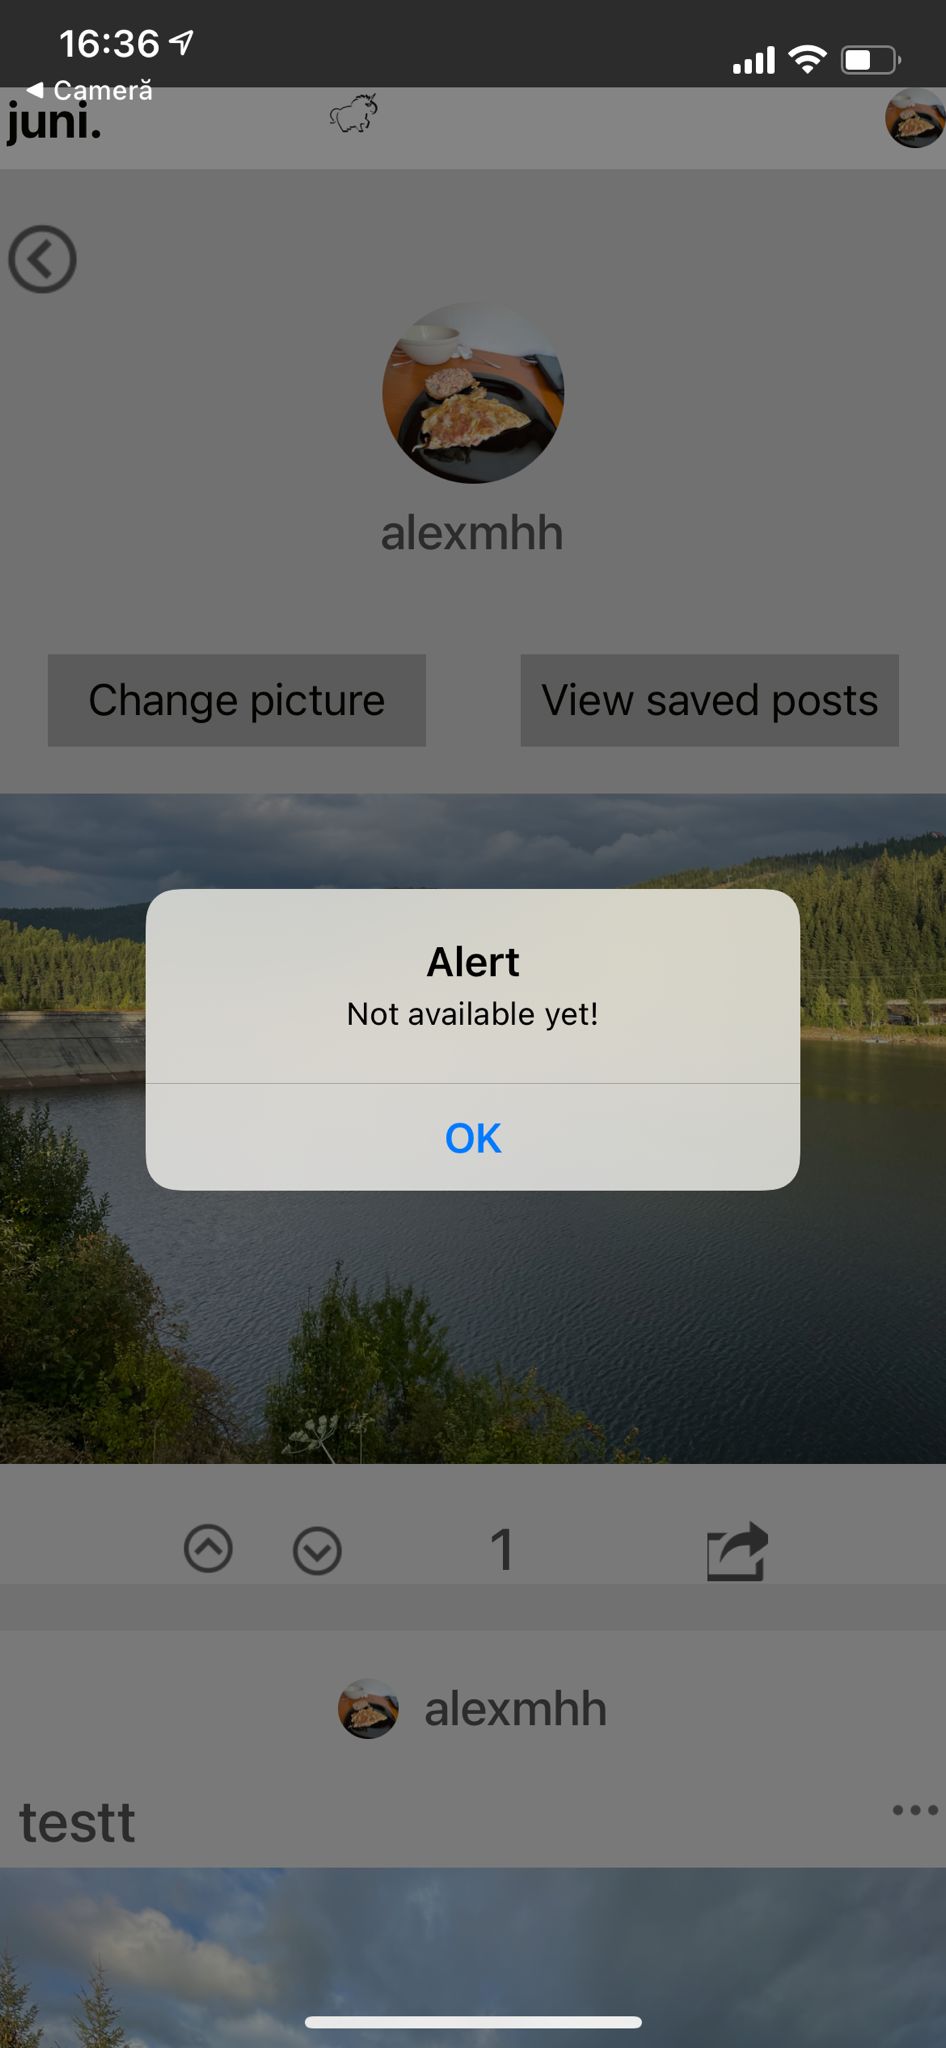 16:36
Cameră
juni.
alexmhh
Change picture
View saved posts
Alert
Not available yet!
OK
1
alexmhh
testt